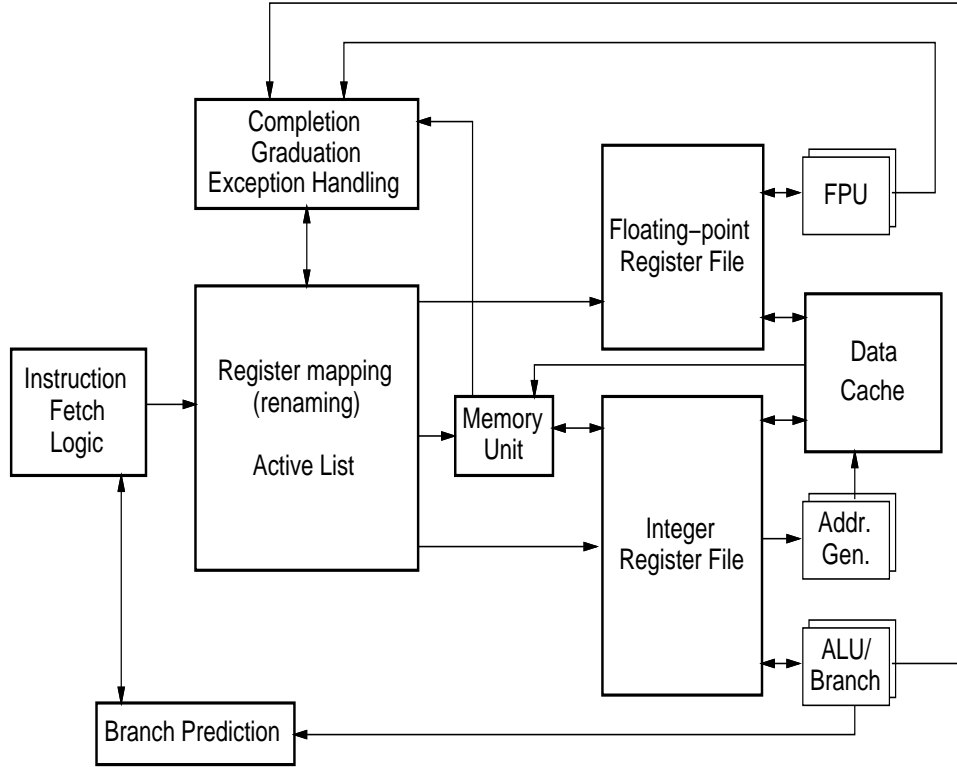 Completion
Graduation
Exception Handling
Floating−point
Register File
FPU
Instruction
Fetch
Logic
Register mapping
(renaming)
Active List
Memory
Unit
Data
Cache
Integer
Register File
Addr.
Gen.
ALU/
Branch
Branch Prediction